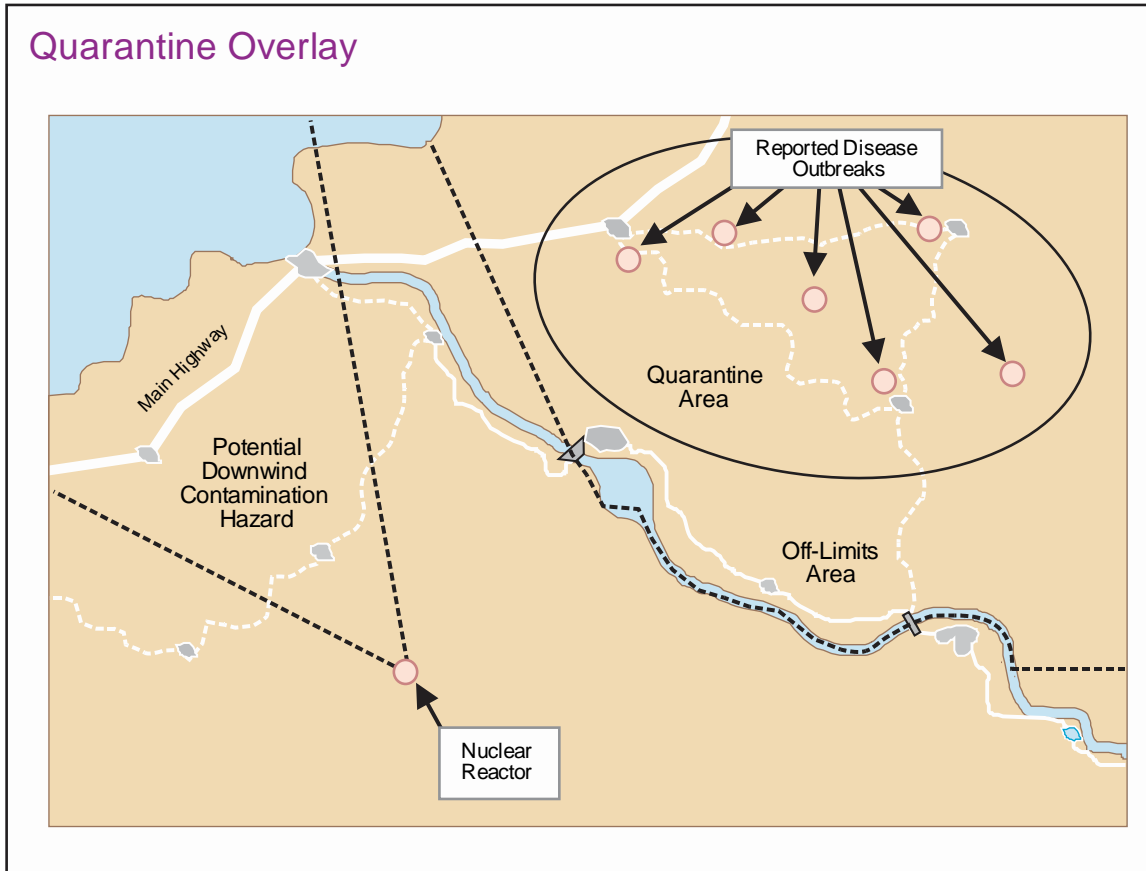 Quarantine Overlay
Reported Disease
Outbreaks
Main Highway
Quarantine
Area
Potential
Downwind
Contamination
Hazard
Off-Limits
Area
Nuclear
Reactor